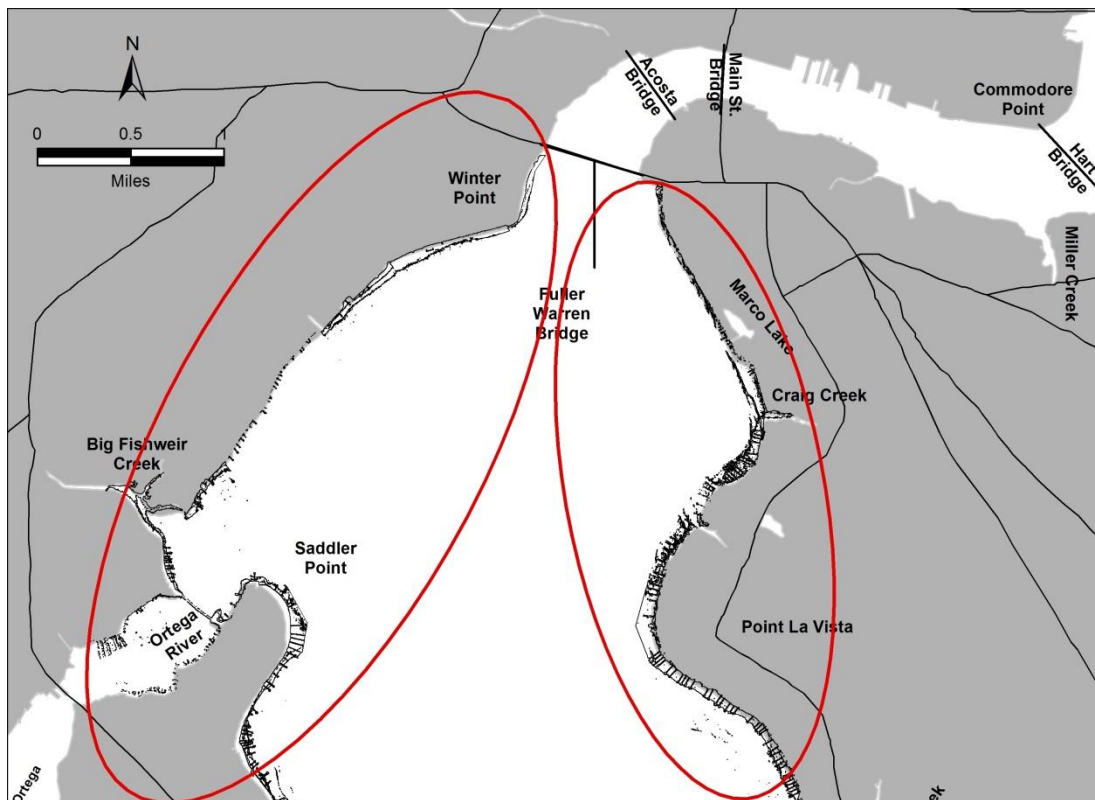 N
0 0.5 1
Miles
Acosta
Bridge
Main St.
Bridge
Commodore
Point
Hart
Bridge
Winter
Point
Miller Creek
Fuller
Warren
Bridge
Marco Lake
Craig Creek
Big Fishweir
Creek
Saddler
Point
Ortega
River
Point La Vista
Ortega